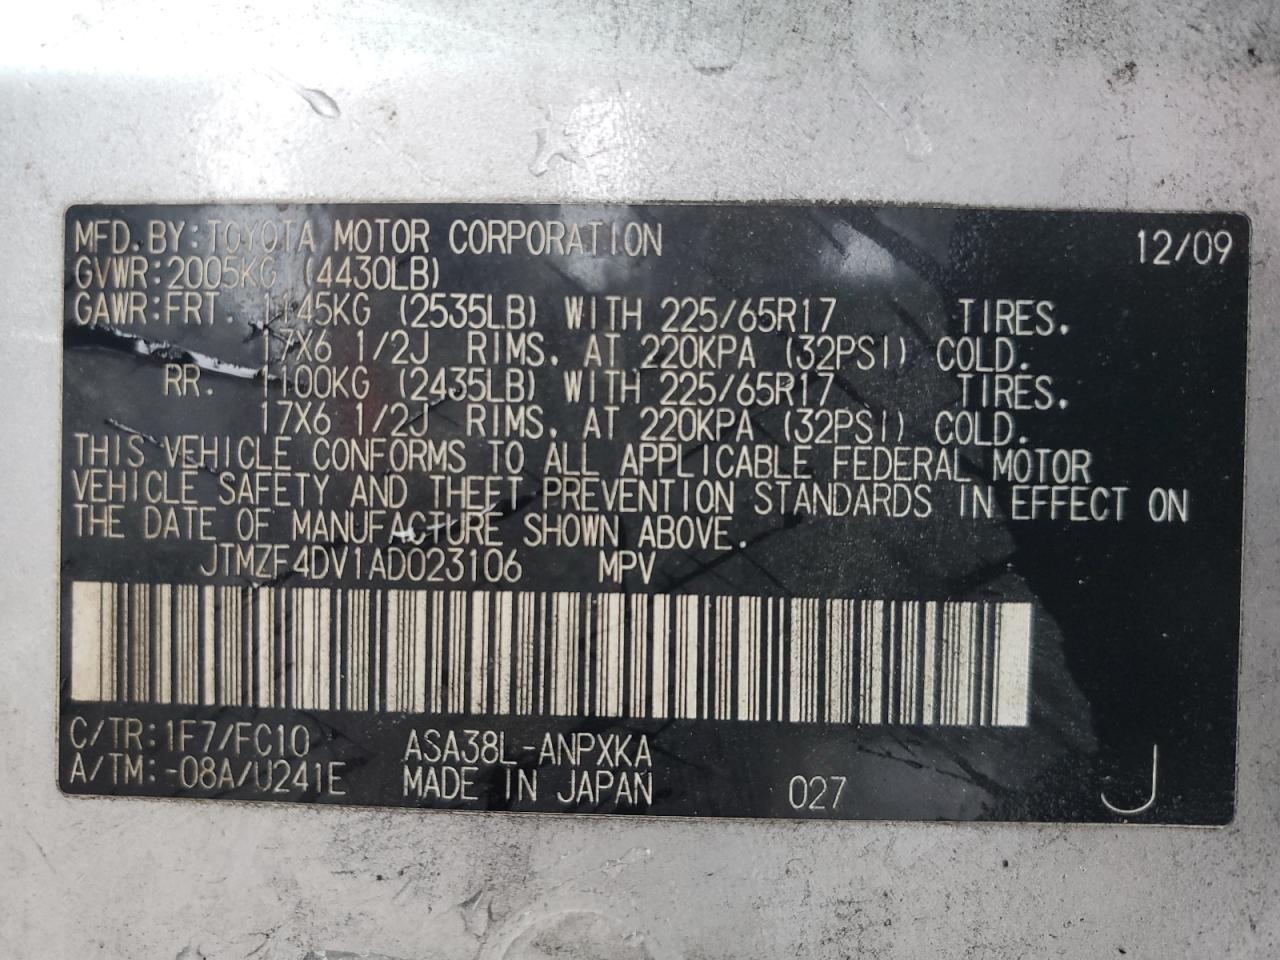 MFD. BY: TOYOTA MOTOR CORPORATION 12/09
GVWR: 2005KG (4430LB)
GAWR: FRT. 1145KG (2535LB) WITH 225/65R17 TIRES.
17X6 1/2J RIMS, AT 220KPA (32PSI) COLD.
RR. 1100KG (2435LB) WITH 225/65R17 TIRES.
17X6 1/2J RIMS, AT 220KPA (32PSI) COLD.
THIS VEHICLE CONFORMS TO ALL APPLICABLE FEDERAL MOTOR
VEHICLE SAFETY AND THEFT PREVENTION STANDARDS IN EFFECT ON
THE DATE OF MANUFACTURE SHOWN ABOVE.
JTMZF4DV1AD023106 MPV
C/TR: 1F7/FC10 ASA38L-ANPXKA
A/TM: -08A/U241E MADE IN JAPAN 027 J